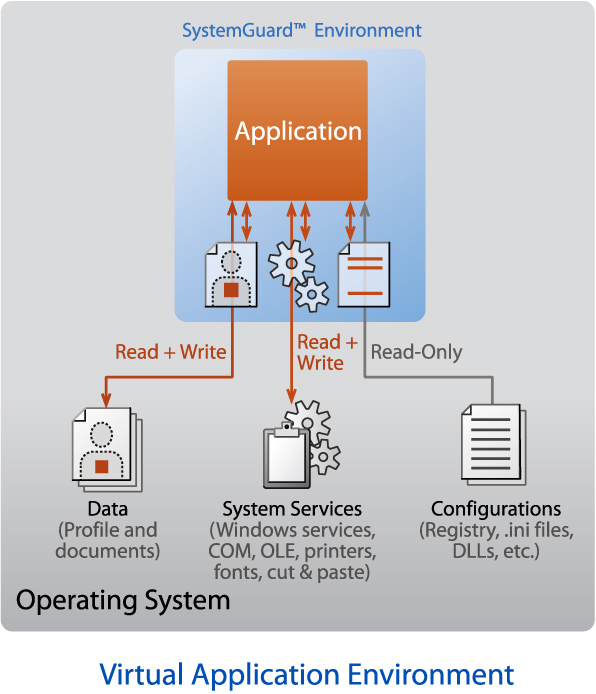 SystemGuard™ Environment
Application
Read + Write
Read +
Write
Read-Only
Data
(Profile and
documents)
System Services
(Windows services,
COM, OLE, printers,
fonts, cut & paste)
Configurations
(Registry, .ini files,
DLLs, etc.)
Operating System
Virtual Application Environment